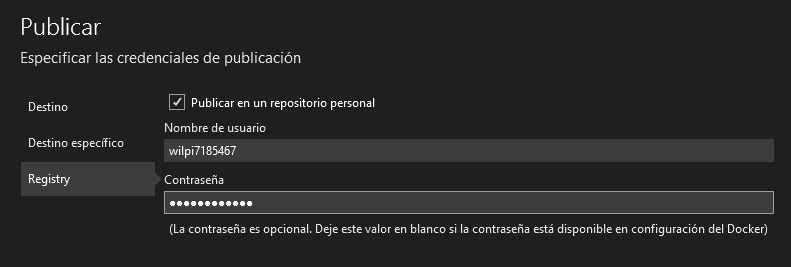 Publicar
Especificar las credenciales de publicación
Destino
Destino específico
Registry
Publicar en un repositorio personal
Nombre de usuario
wilpi7185467
Contraseña
●●●●●●●●●●●●
(La contraseña es opcional. Deje este valor en blanco si la contraseña está disponible en configuración del Docker)